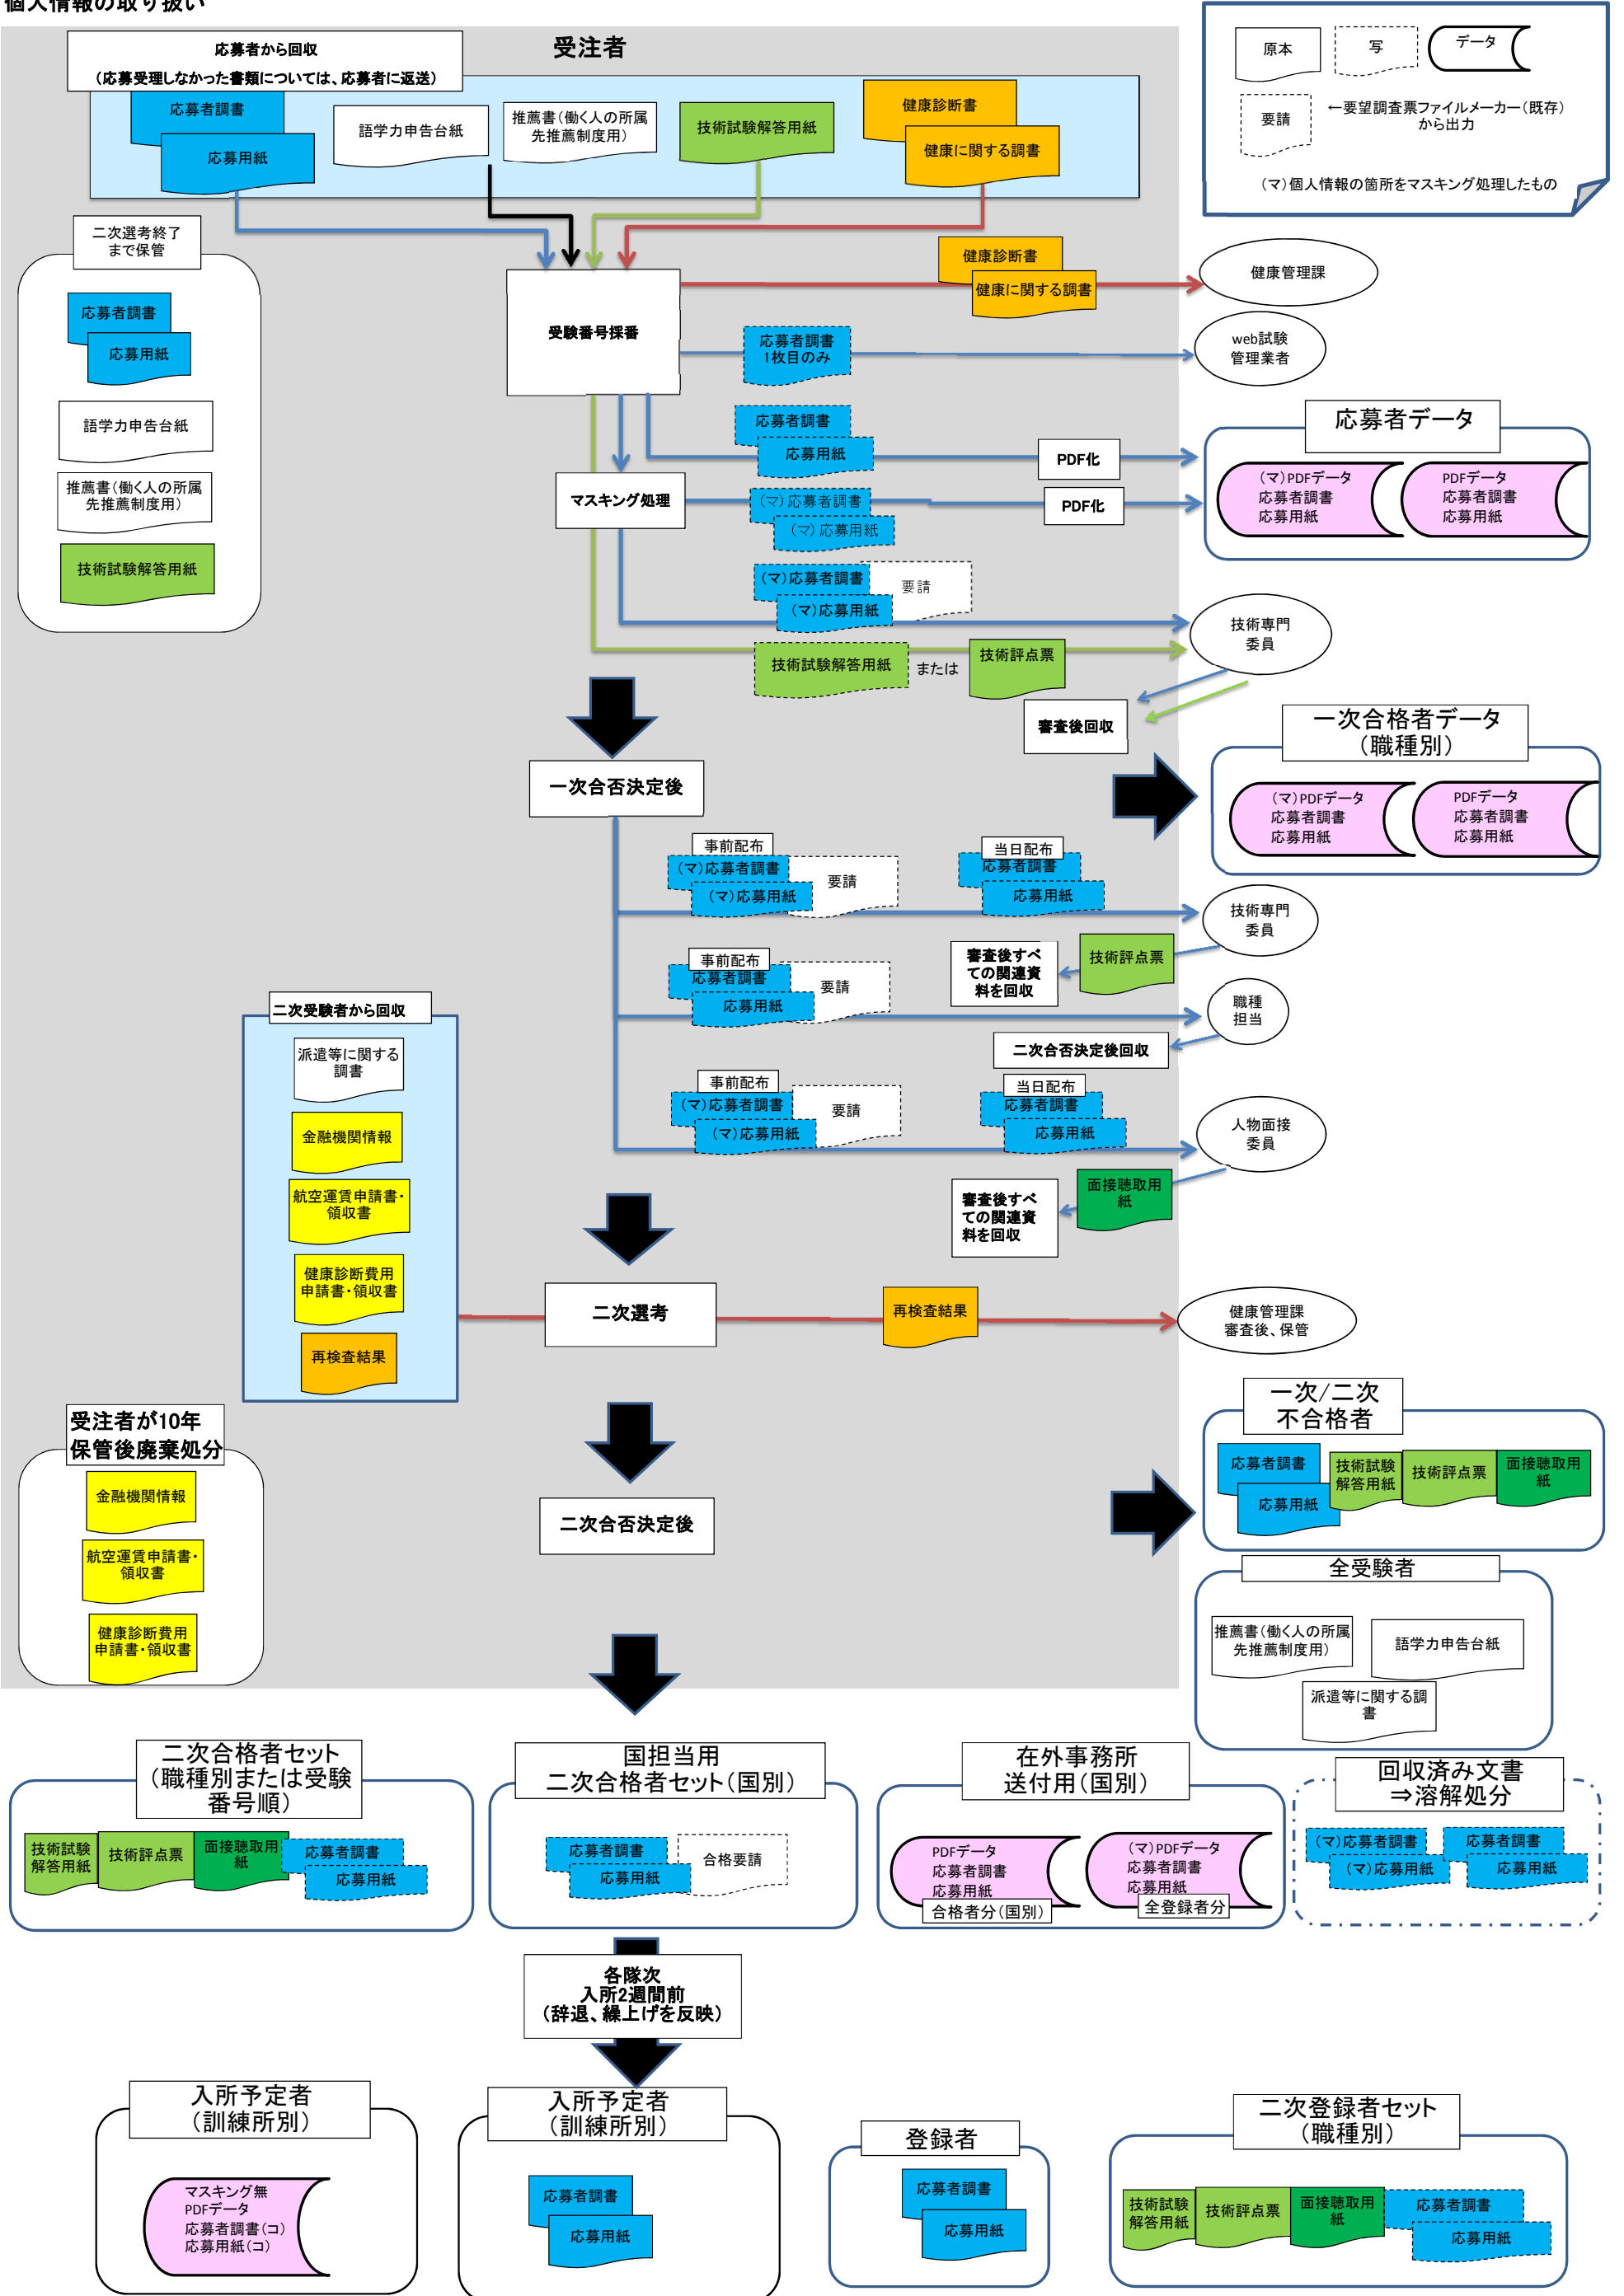 個人情報の取り扱い
受注者
応募者から回収
（応募受理しなかった書類については、応募者に返送）
応募者調書
応募用紙
語学力申告台紙
推薦書（働く人の所属
先推薦制度用）
技術試験解答用紙
健康診断書
健康に関する調書
原本
写
データ
要請
←要望調査票ファイルメーカー（既存）
から出力
（マ）個人情報の箇所をマスキング処理したもの
二次選考終了
まで保管
応募者調書
応募用紙
語学力申告台紙
推薦書（働く人の所属
先推薦制度用）
技術試験解答用紙
受験番号採番
健康診断書
健康に関する調書
健康管理課
応募者調書
1枚目のみ
web試験
管理業者
応募者調書
応募用紙
PDF化
マスキング処理
（マ）応募者調書
（マ）応募用紙
PDF化
応募者データ
（マ）PDFデータ
応募者調書
応募用紙
PDFデータ
応募者調書
応募用紙
（マ）応募者調書
（マ）応募用紙
要請
技術専門
委員
技術試験解答用紙
または
技術評点票
審査後回収
一次合否決定後
一次合格者データ
（職種別）
（マ）PDFデータ
応募者調書
応募用紙
PDFデータ
応募者調書
応募用紙
事前配布
（マ）応募者調書
（マ）応募用紙
要請
当日配布
応募者調書
応募用紙
技術専門
委員
技術評点票
審査後すべ
ての関連資
料を回収
事前配布
応募者調書
応募用紙
要請
職種
担当
二次合否決定後回収
事前配布
（マ）応募者調書
（マ）応募用紙
要請
当日配布
応募者調書
応募用紙
人物面接
委員
面接聴取用
紙
審査後すべ
ての関連資
料を回収
二次受験者から回収
派遣等に関する
調書
金融機関情報
航空運賃申請書・
領収書
健康診断費用
申請書・領収書
再検査結果
二次選考
再検査結果
健康管理課
審査後、保管
受注者が10年
保管後廃棄処分
金融機関情報
航空運賃申請書・
領収書
健康診断費用
申請書・領収書
二次合否決定後
一次/二次
不合格者
応募者調書
応募用紙
技術試験
解答用紙
技術評点票
面接聴取用
紙
全受験者
推薦書（働く人の所属
先推薦制度用）
語学力申告台紙
派遣等に関する調
書
二次合格者セット
（職種別または受験
番号順）
技術試験
解答用紙
技術評点票
面接聴取用
紙
応募者調書
応募用紙
国担当用
二次合格者セット（国別）
応募者調書
応募用紙
合格要請
在外事務所
送付用（国別）
PDFデータ
応募者調書
応募用紙
合格者分（国別）
（マ）PDFデータ
応募者調書
応募用紙
全登録者分
回収済み文書
⇒溶解処分
（マ）応募者調書
（マ）応募用紙
応募者調書
応募用紙
各隊次
入所2週間前
（辞退、繰上げを反映）
入所予定者
（訓練所別）
マスキング無
PDFデータ
応募者調書（コ）
応募用紙（コ）
入所予定者
（訓練所別）
応募者調書
応募用紙
登録者
応募者調書
応募用紙
二次登録者セット
（職種別）
技術試験
解答用紙
技術評点票
面接聴取用
紙
応募者調書
応募用紙